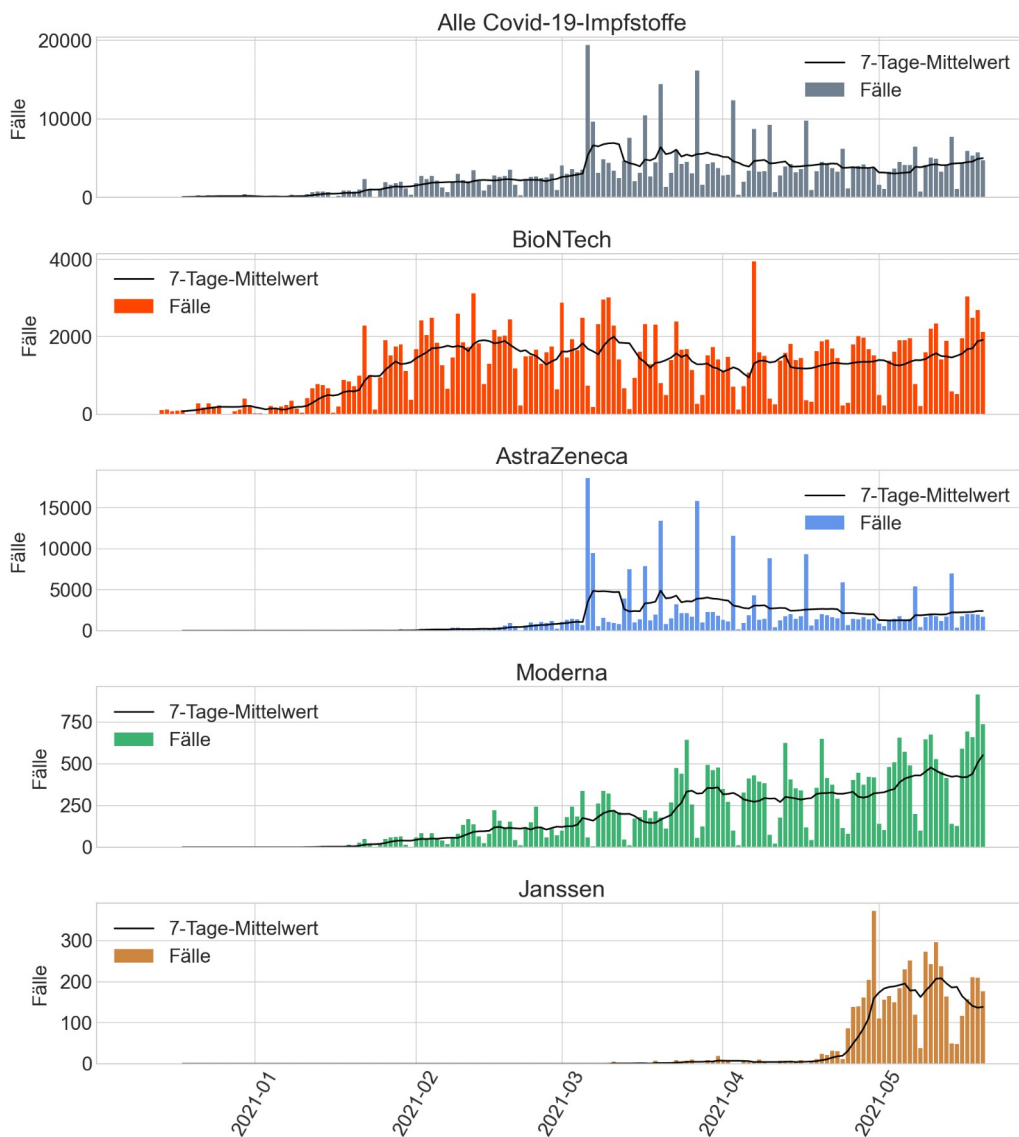 Alle Covid-19-Impfstoffe
20000
10000
0
Fälle
7-Tage-Mittelwert
Fälle
BioNTech
4000
2000
0
Fälle
7-Tage-Mittelwert
Fälle
AstraZeneca
15000
10000
5000
0
Fälle
7-Tage-Mittelwert
Fälle
Moderna
750
500
250
0
Fälle
7-Tage-Mittelwert
Fälle
Janssen
300
200
100
0
Fälle
7-Tage-Mittelwert
Fälle
2021-01
2021-02
2021-03
2021-04
2021-05